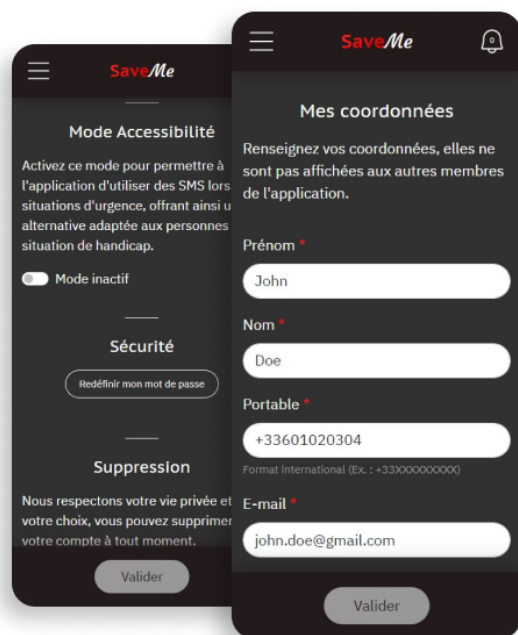 SaveMe
Mode Accessibilité
Activez ce mode pour permettre à
l'application d'utiliser des SMS lors
situations d'urgence, offrant ainsi
alternative adaptée aux personnes
situation de handicap.
Mode inactif
Sécurité
Redéfinir mon mot de passe
Suppression
Nous respectons votre vie privée et
votre choix, vous pouvez supprimer
votre compte à tout moment.
Valider
SaveMe
0
Mes coordonnées
Renseignez vos coordonnées, elles ne
sont pas affichées aux autres membres
de l'application.
Prénom *
John
Nom *
Doe
Portable *
+33601020304
Format international (Ex. : +33XXXXXXXXX)
E-mail *
john.doe@gmail.com
Valider